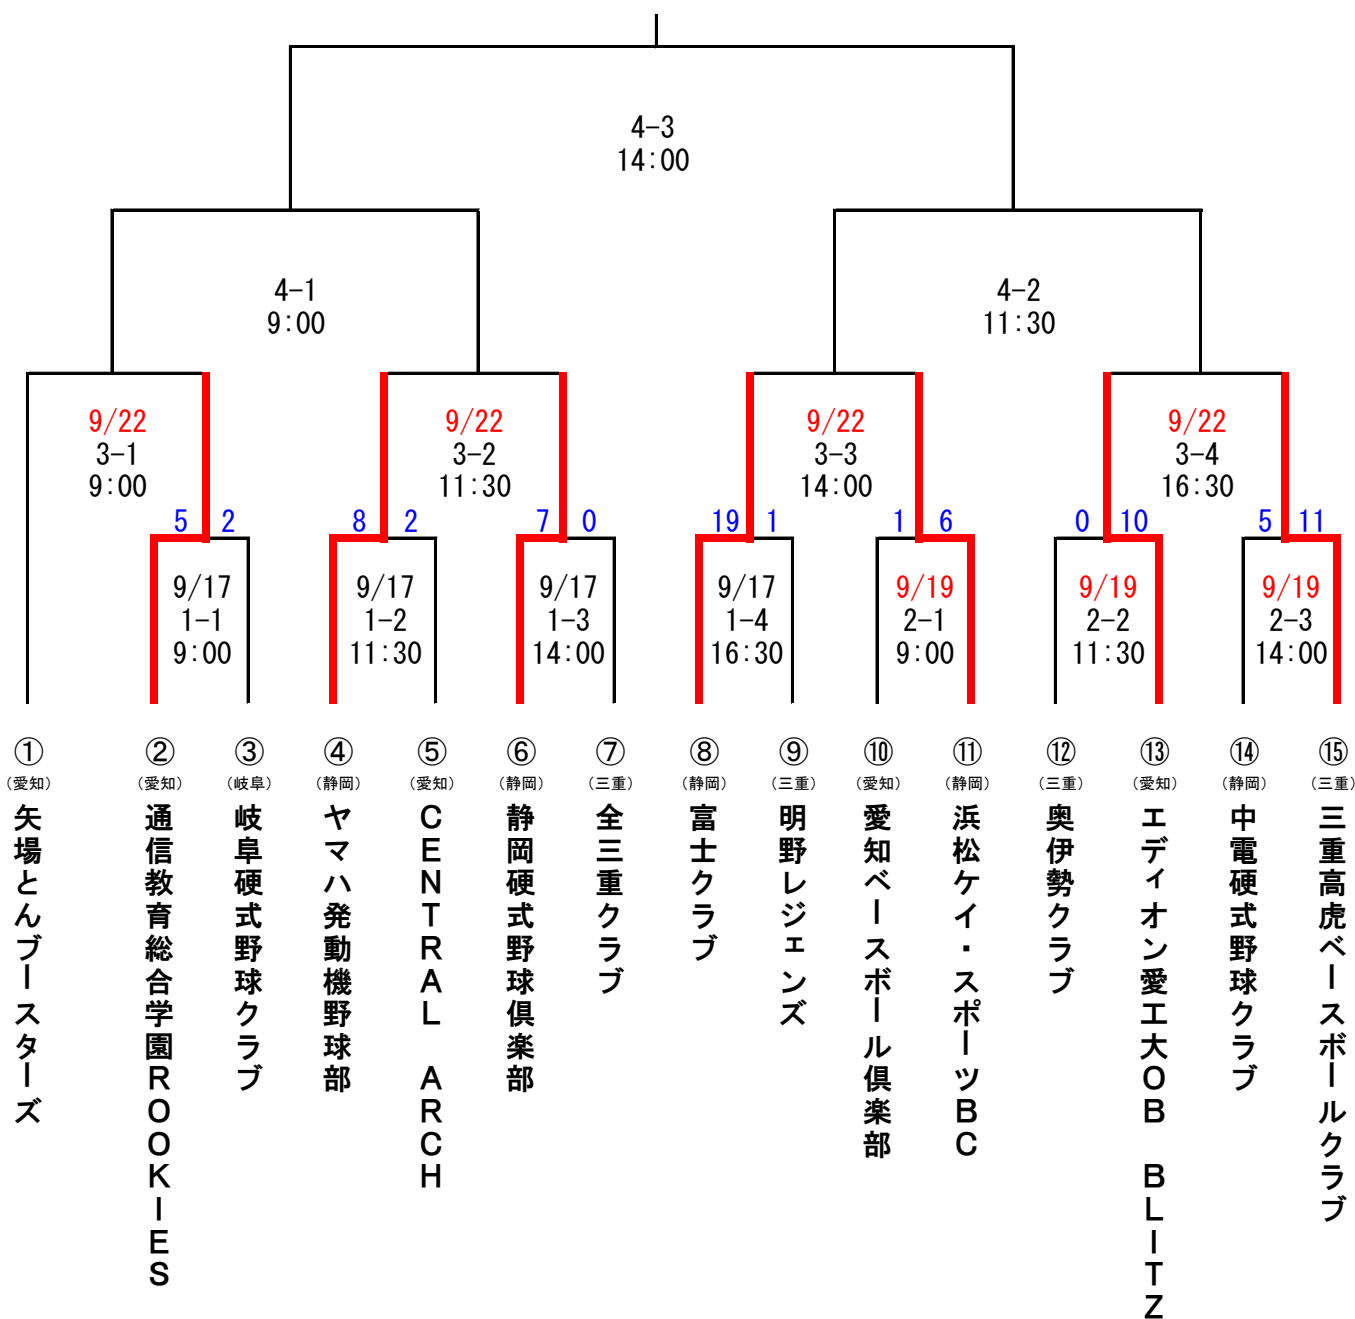 4-3
14:00
4-1
9:00
4-2
11:30
9/22
3-1
9:00
9/22
3-2
11:30
9/22
3-3
14:00
9/22
3-4
16:30
5 2
8 2
7 0
19 1
1 6
0 10
5 11
9/17
1-1
9:00
9/17
1-2
11:30
9/17
1-3
14:00
9/17
1-4
16:30
9/19
2-1
9:00
9/19
2-2
11:30
9/19
2-3
14:00
①
(愛知)
矢場とんブースターズ
②
(愛知)
通信教育総合学園ROOKIES
③
(岐阜)
岐阜硬式野球クラブ
④
(静岡)
ヤマハ発動機野球部
⑤
(愛知)
CENTRAL ARCH
⑥
(静岡)
静岡硬式野球倶楽部
⑦
(三重)
全三重クラブ
⑧
(静岡)
富士クラブ
⑨
(三重)
明野レジェンズ
⑩
(愛知)
愛知ベースボール倶楽部
⑪
(静岡)
浜松ケイ・スポーツBC
⑫
(三重)
奥伊勢クラブ
⑬
(愛知)
エディオン愛工大OB BLITZ
⑭
(静岡)
中電硬式野球クラブ
⑮
(三重)
三重高虎ベースボールクラブ